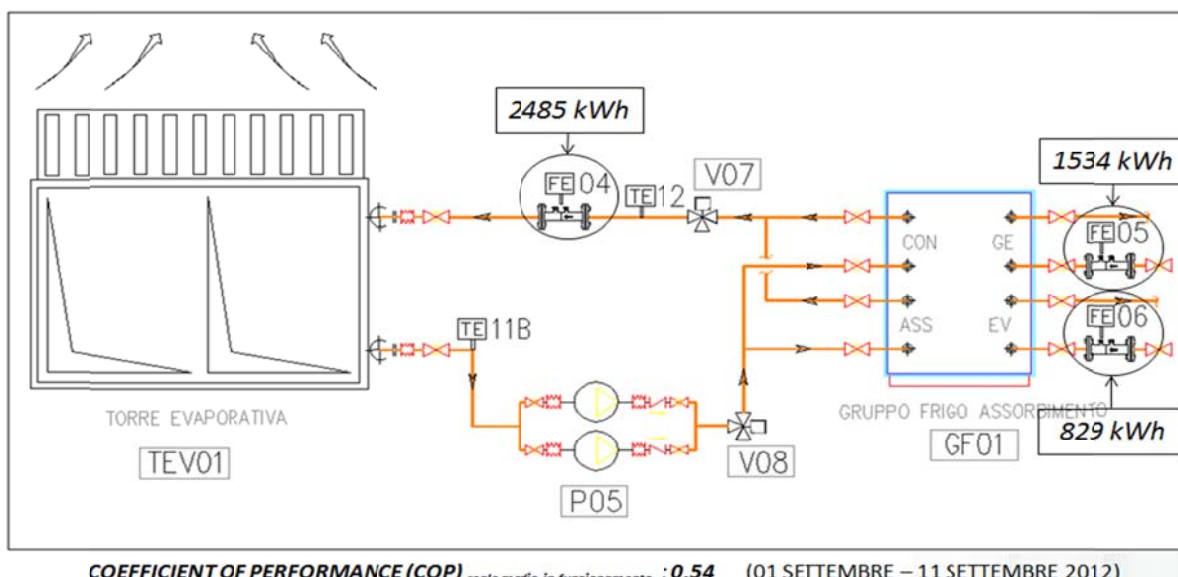 2485 kWh
1534 kWh
FE 04
TE 12
V07
CON
GE
FE 05
ASS
EV
FE 06
TE 11B
TORRE EVAPORATIVA
TEV01
P05
V08
GRUPPO FRIGO ASSORBIMENTO
GF01
829 kWh
COEFFICIENT OF PERFORMANCE (COP) : 0.54 (01 SETTEMBRE – 11 SETTEMBRE 2012)